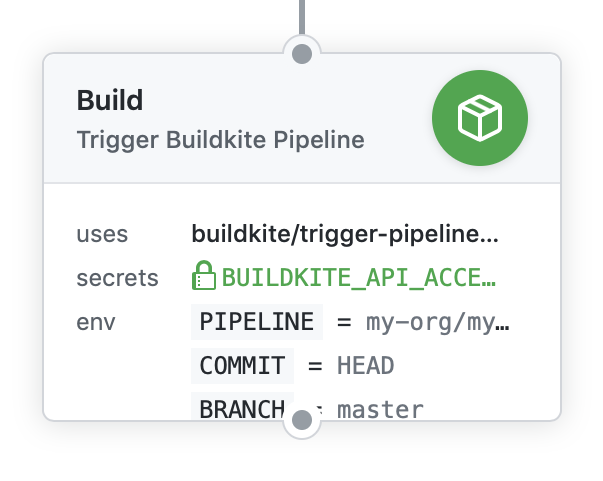 Build
Trigger Buildkite Pipeline
uses buildkite/trigger-pipeline...
secrets BUILDKITE_API_ACCE…
env PIPELINE = my-org/my…
COMMIT = HEAD
BRANCH = master